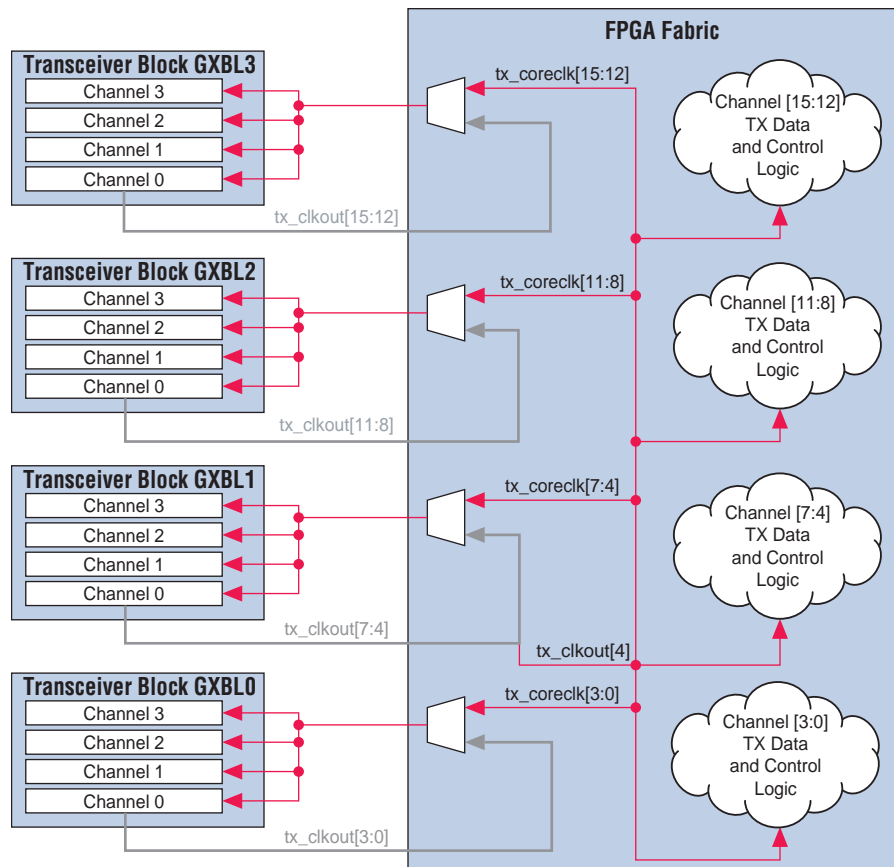 FPGA Fabric
Transceiver Block GXBL3
Channel 3
Channel 2
Channel 1
Channel 0
tx_clkout[15:12]
tx_coreclk[15:12]
Channel [15:12]
TX Data
and Control
Logic
Transceiver Block GXBL2
Channel 3
Channel 2
Channel 1
Channel 0
tx_clkout[11:8]
tx_coreclk[11:8]
Channel [11:8]
TX Data
and Control
Logic
Transceiver Block GXBL1
Channel 3
Channel 2
Channel 1
Channel 0
tx_clkout[7:4]
tx_coreclk[7:4]
tx_clkout[4]
Channel [7:4]
TX Data
and Control
Logic
Transceiver Block GXBL0
Channel 3
Channel 2
Channel 1
Channel 0
tx_clkout[3:0]
tx_coreclk[3:0]
Channel [3:0]
TX Data
and Control
Logic